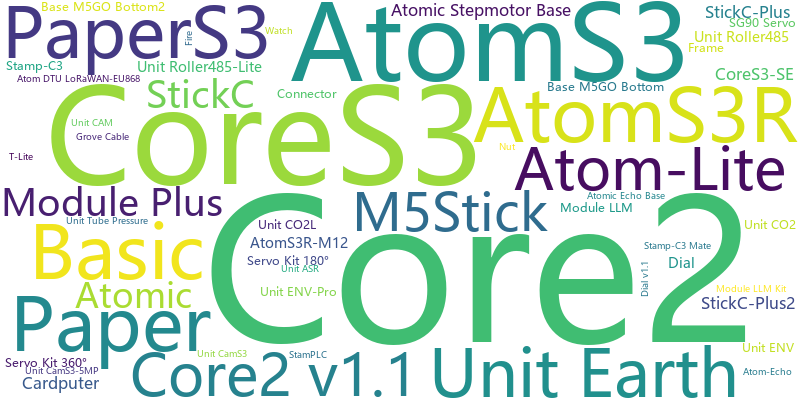 Base M5GO Bottom2
PaperS3
Fire
Watch
AtomS3
Atomic Stepmotor Base
StickC-Plus
SG90 Servo
Unit Roller485
Frame
Stamp-C3
Unit Roller485-Lite
Atom DTU LoRaWAN-EU868
StickC
Connector
Base M5GO Bottom
CoreS3-SE
CoreS3
AtomS3R
Unit CAM
Grove Cable
T-Lite
Nut
Atom-Lite
Module Plus
M5Stick
Atomic Echo Base
Module LLM
Unit Tube Pressure
Unit CO2L
Unit CO2
Basic
AtomS3R-M12
Core2
Stamp-C3 Mate
Servo Kit 180°
Unit ASR
Dial
Dial v1.1
Atomic
Unit ENV-Pro
Module LLM Kit
StickC-Plus2
Paper
Unit CamS3
StamPLC
Unit ENV
Servo Kit 360°
Unit CamS3-5MP
Cardputer
Core2 v1.1
Unit Earth
Atom-Echo